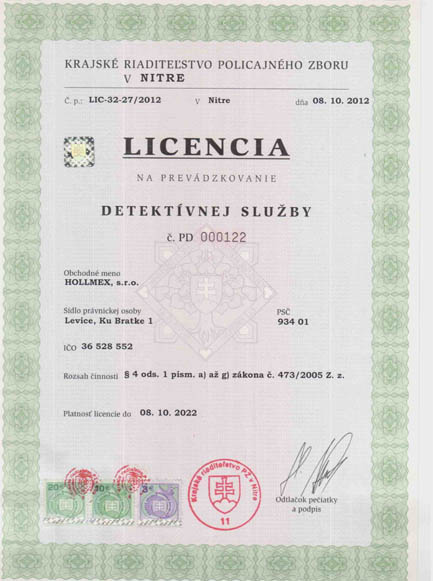 KRAJSKÉ RIADITEĽSTVO POLICAJNÉHO ZBORU
V NITRE
Č. p.: LIC-32-27/2012 V Nitre dňa 08. 10. 2012
LICENCIA
NA PREVÁDZKOVANIE
DETEKTÍVNEJ SLUŽBY
č. PD 000122
Obchodné meno
HOLLMEX, s.r.o.
Sídlo právnickej osoby PSČ
Levice, Ku Bratke 1 934 01
IČO 36 528 552
Rozsah činnosti § 4 ods. 1 písm. a) až g) zákona č. 473/2005 Z. z.
Platnosť licencie do 08. 10. 2022
20€ 10€ 3€
Krajské riaditeľstvo PZ v Nitre
11
Odtlačok pečiatky
a podpis